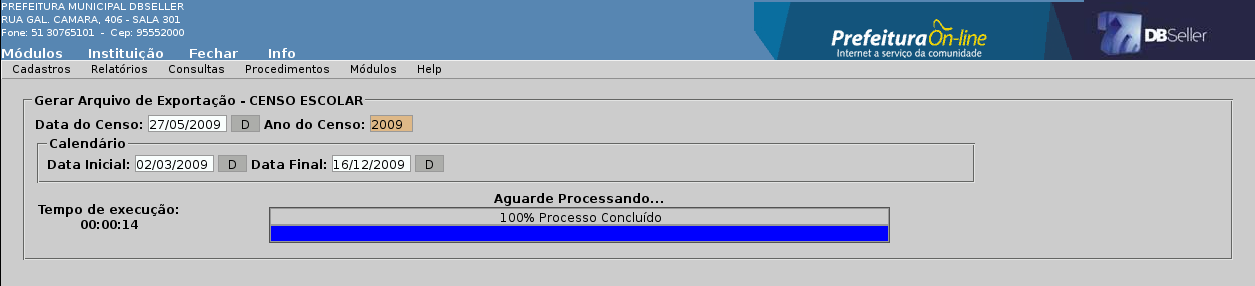 PREFEITURA MUNICIPAL DBSELLER
RUA GAL. CAMARA, 406 - SALA 301
Fone: 51 30765101 - Cep: 95552000
Módulos Instituição Fechar Info
Prefeitura On-line
Internet a serviço da comunidade
DBSeller
Cadastros Relatórios Consultas Procedimentos Módulos Help
Gerar Arquivo de Exportação - CENSO ESCOLAR
Data do Censo: 27/05/2009 D Ano do Censo: 2009
Calendário
Data Inicial: 02/03/2009 D Data Final: 16/12/2009 D
Aguarde Processando...
Tempo de execução:
00:00:14
100% Processo Concluído